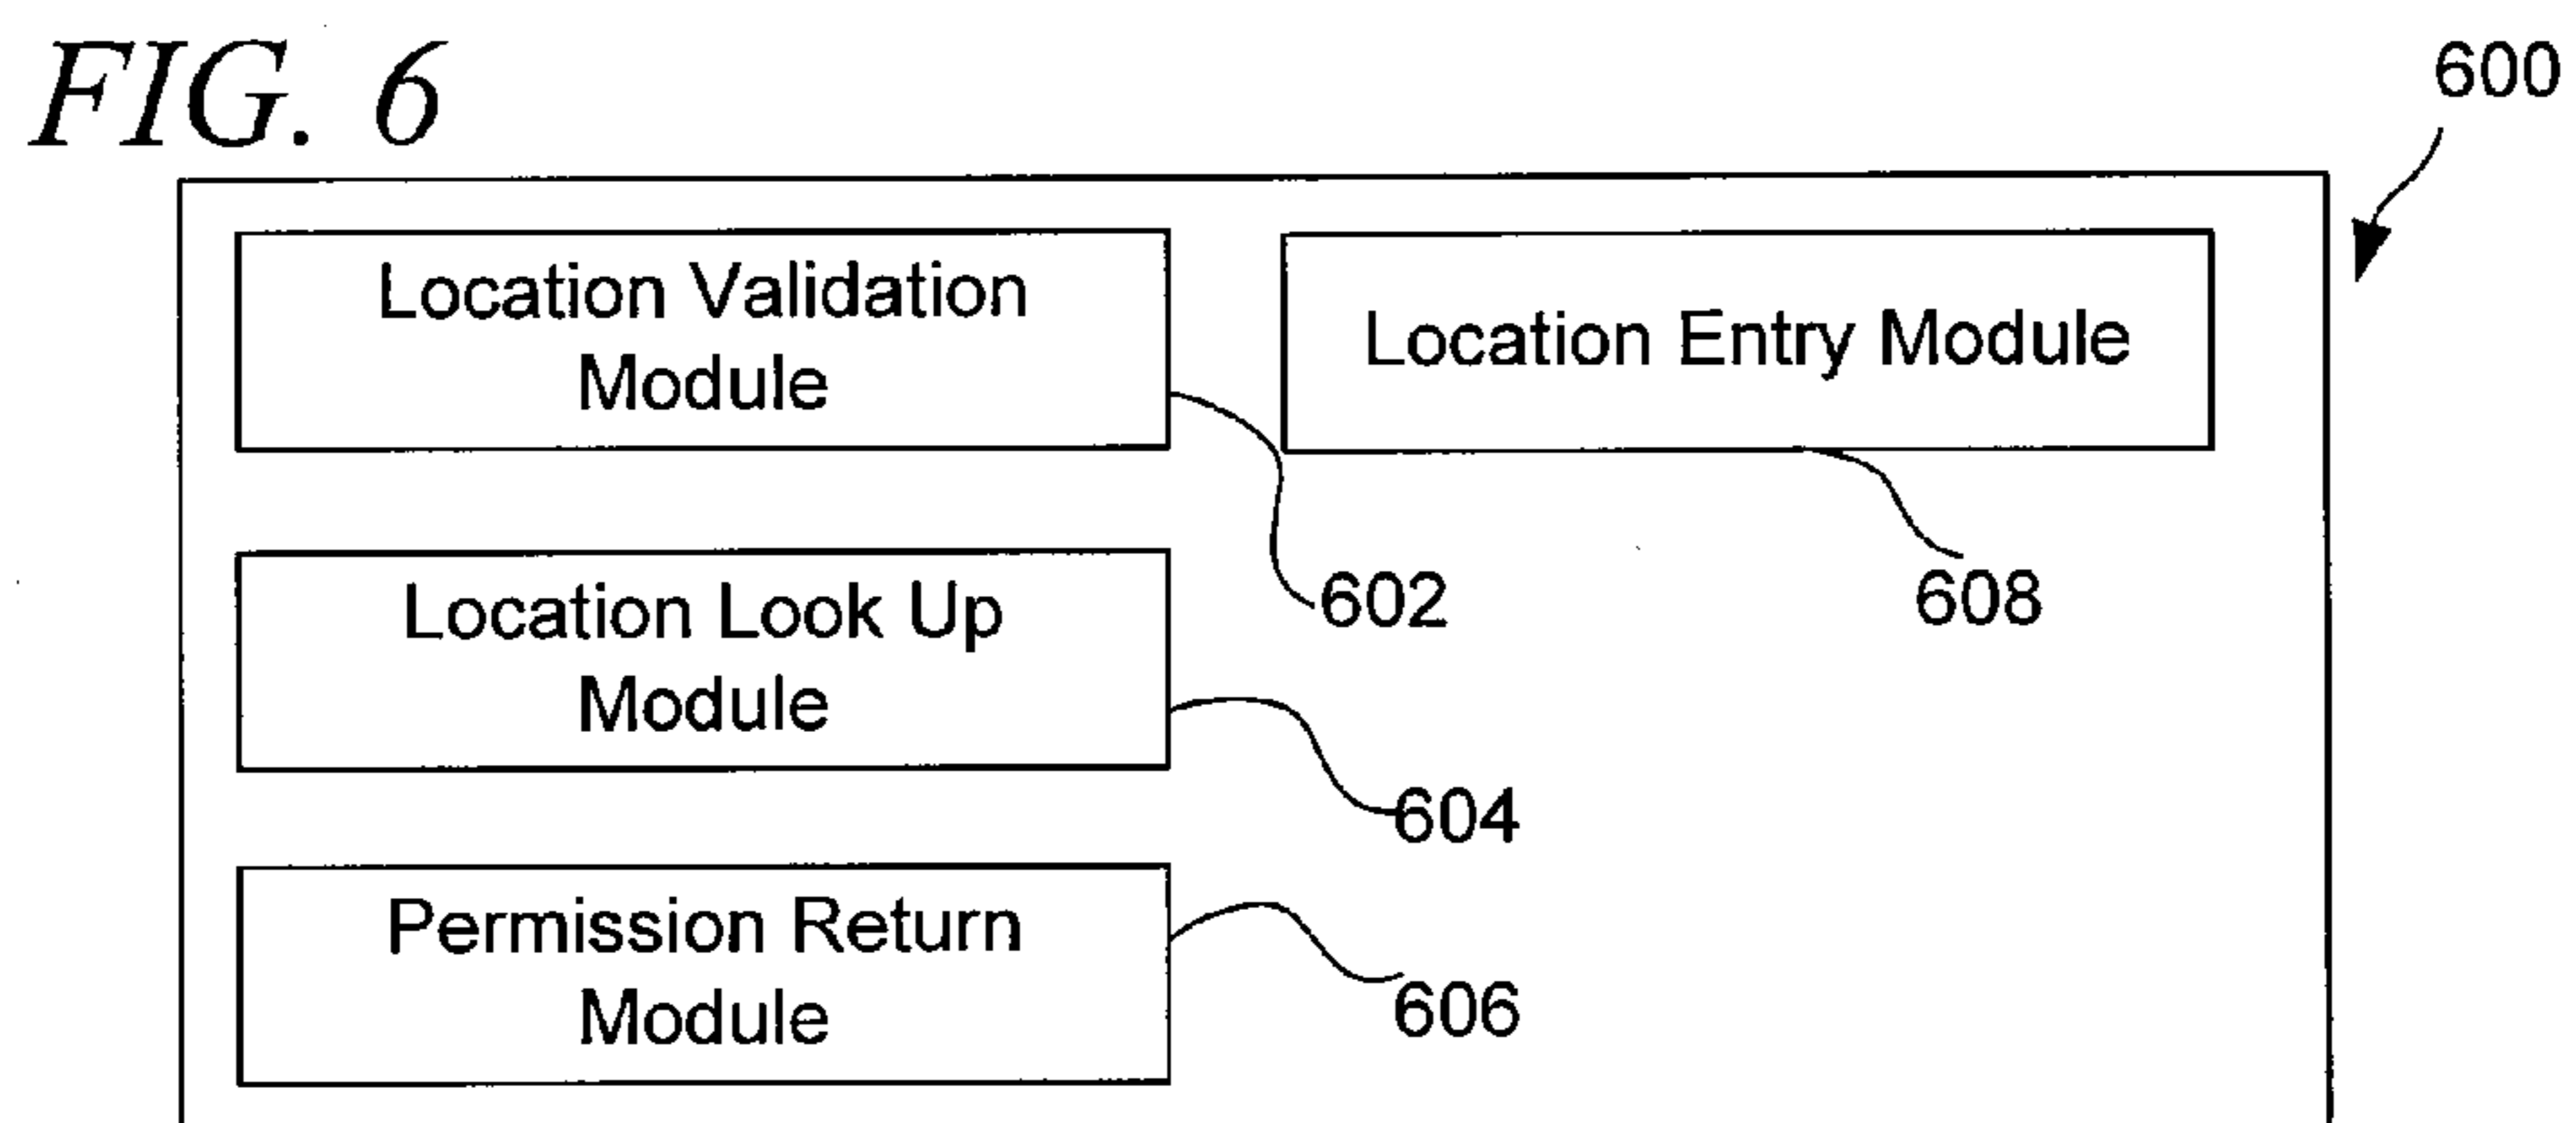 FIG. 6
600
Location Validation
Module
Location Entry Module
602
608
Location Look Up
Module
604
Permission Return
Module
606